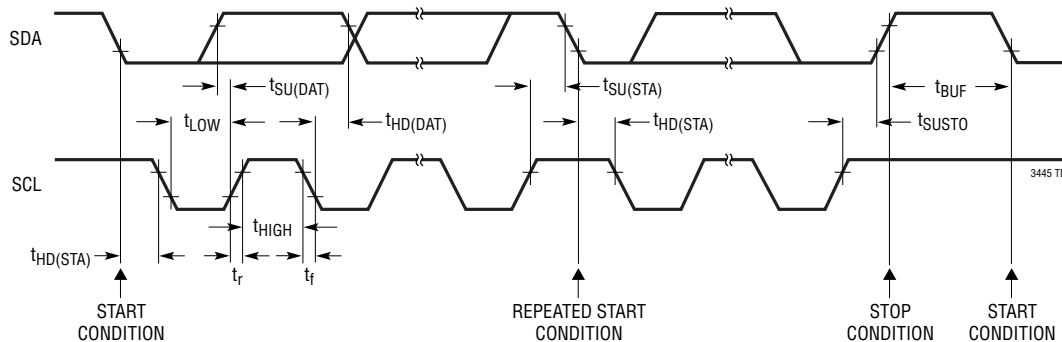 SDA
tSU(DAT)
tSU(STA)
tBUF
tLOW
tHD(DAT)
tHD(STA)
tSUSTO
SCL
3445 T
tHIGH
tHD(STA)
tr
tf
START
CONDITION
REPEATED START
CONDITION
STOP
CONDITION
START
CONDITION